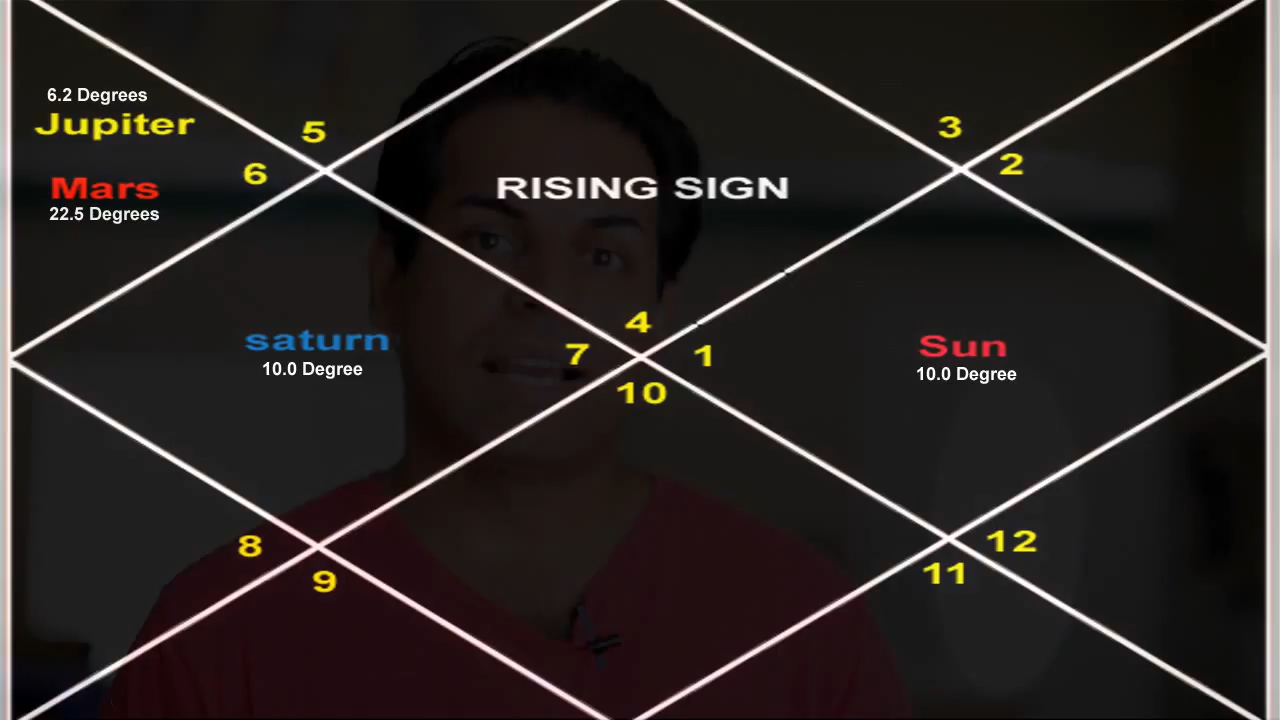 6.2 Degrees
Jupiter
5
3
6
2
Mars
22.5 Degrees
RISING SIGN
4
saturn
10.0 Degree
7
1
Sun
10.0 Degree
10
8
9
12
11